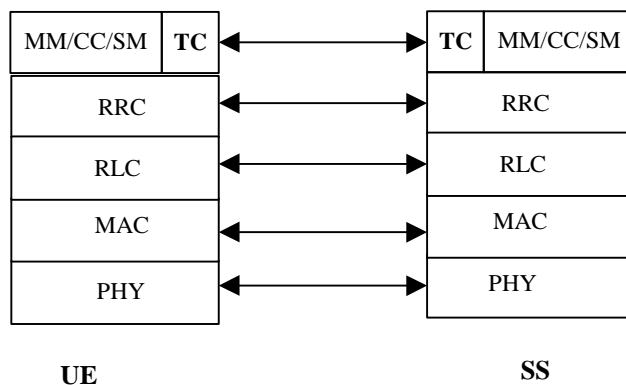 MM/CC/SM TC TC MM/CC/SM
RRC RRC
RLC RLC
MAC MAC
PHY PHY
UE SS